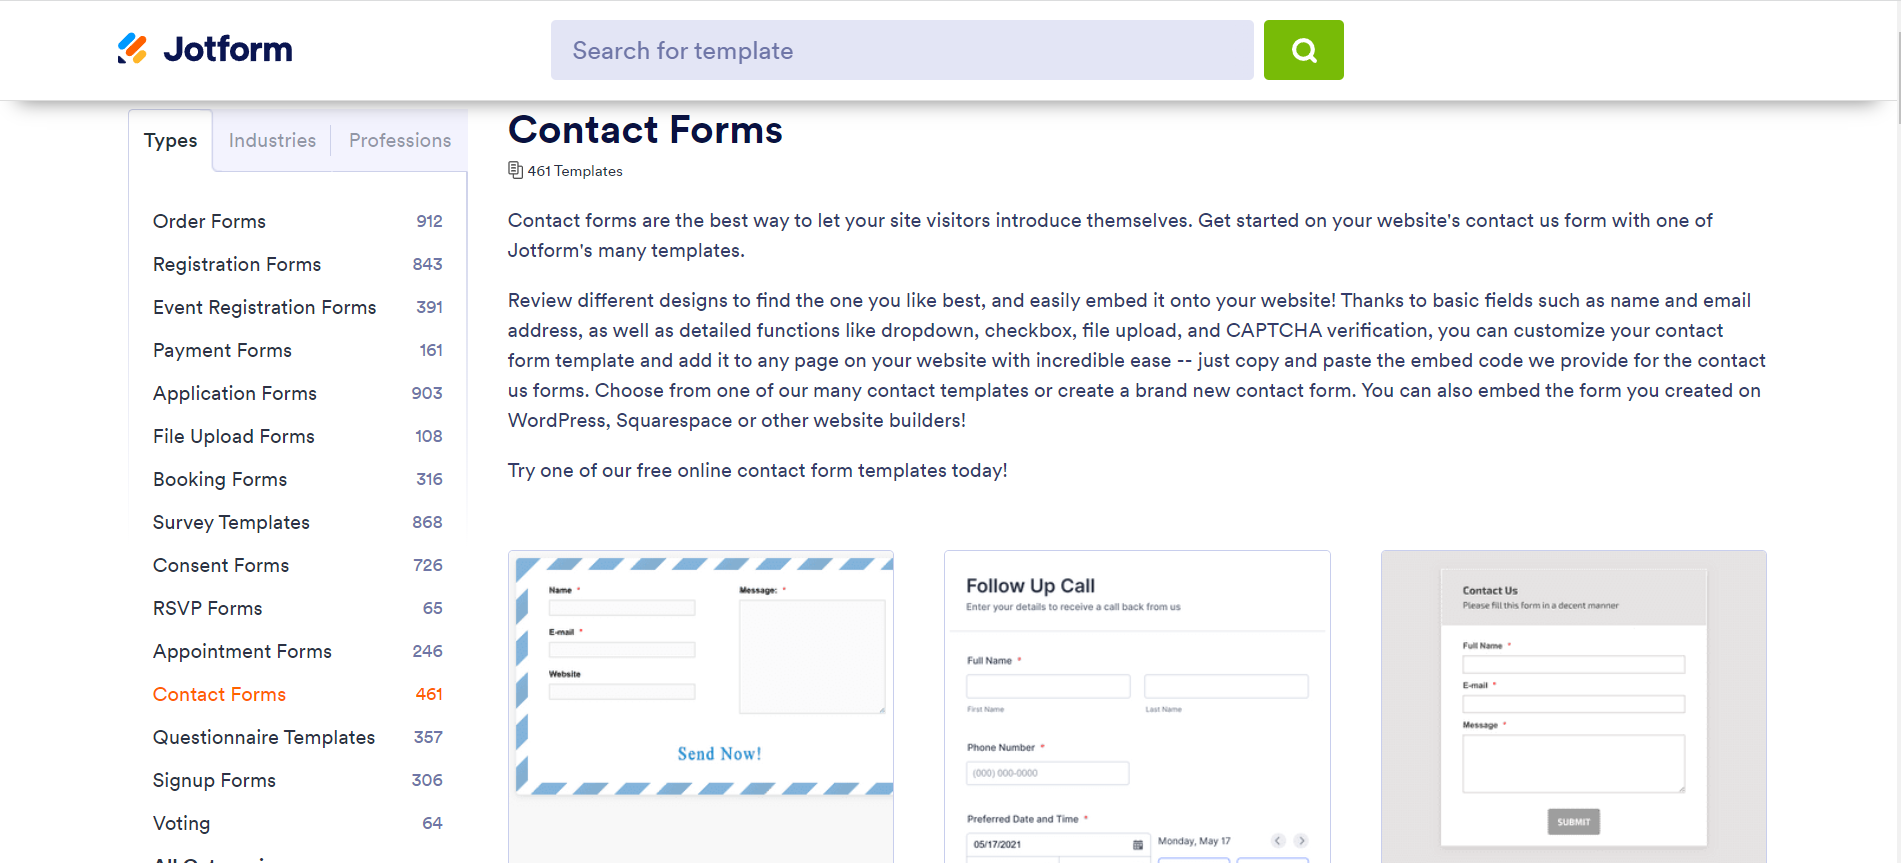 Jotform
Search for template
Types
Industries
Professions
Order Forms 912
Registration Forms 843
Event Registration Forms 391
Payment Forms 161
Application Forms 903
File Upload Forms 108
Booking Forms 316
Survey Templates 868
Consent Forms 726
RSVP Forms 65
Appointment Forms 246
Contact Forms 461
Questionnaire Templates 357
Signup Forms 306
Voting 64
Contact Forms
461 Templates
Contact forms are the best way to let your site visitors introduce themselves. Get started on your website's contact us form with one of
Jotform's many templates.
Review different designs to find the one you like best, and easily embed it onto your website! Thanks to basic fields such as name and email
address, as well as detailed functions like dropdown, checkbox, file upload, and CAPTCHA verification, you can customize your contact
form template and add it to any page on your website with incredible ease -- just copy and paste the embed code we provide for the contact
us forms. Choose from one of our many contact templates or create a brand new contact form. You can also embed the form you created on
WordPress, Squarespace or other website builders!
Try one of our free online contact form templates today!
Name *
Message: *
E-mail *
Website
Send Now!
Follow Up Call
Enter your details to receive a call back from us
Full Name *
First Name
Last Name
Phone Number *
(000) 000-0000
Preferred Date and Time *
05/17/2021
Monday, May 17
Contact Us
Please fill this form in a decent manner
Full Name *
E-mail *
Message *
SUBMIT